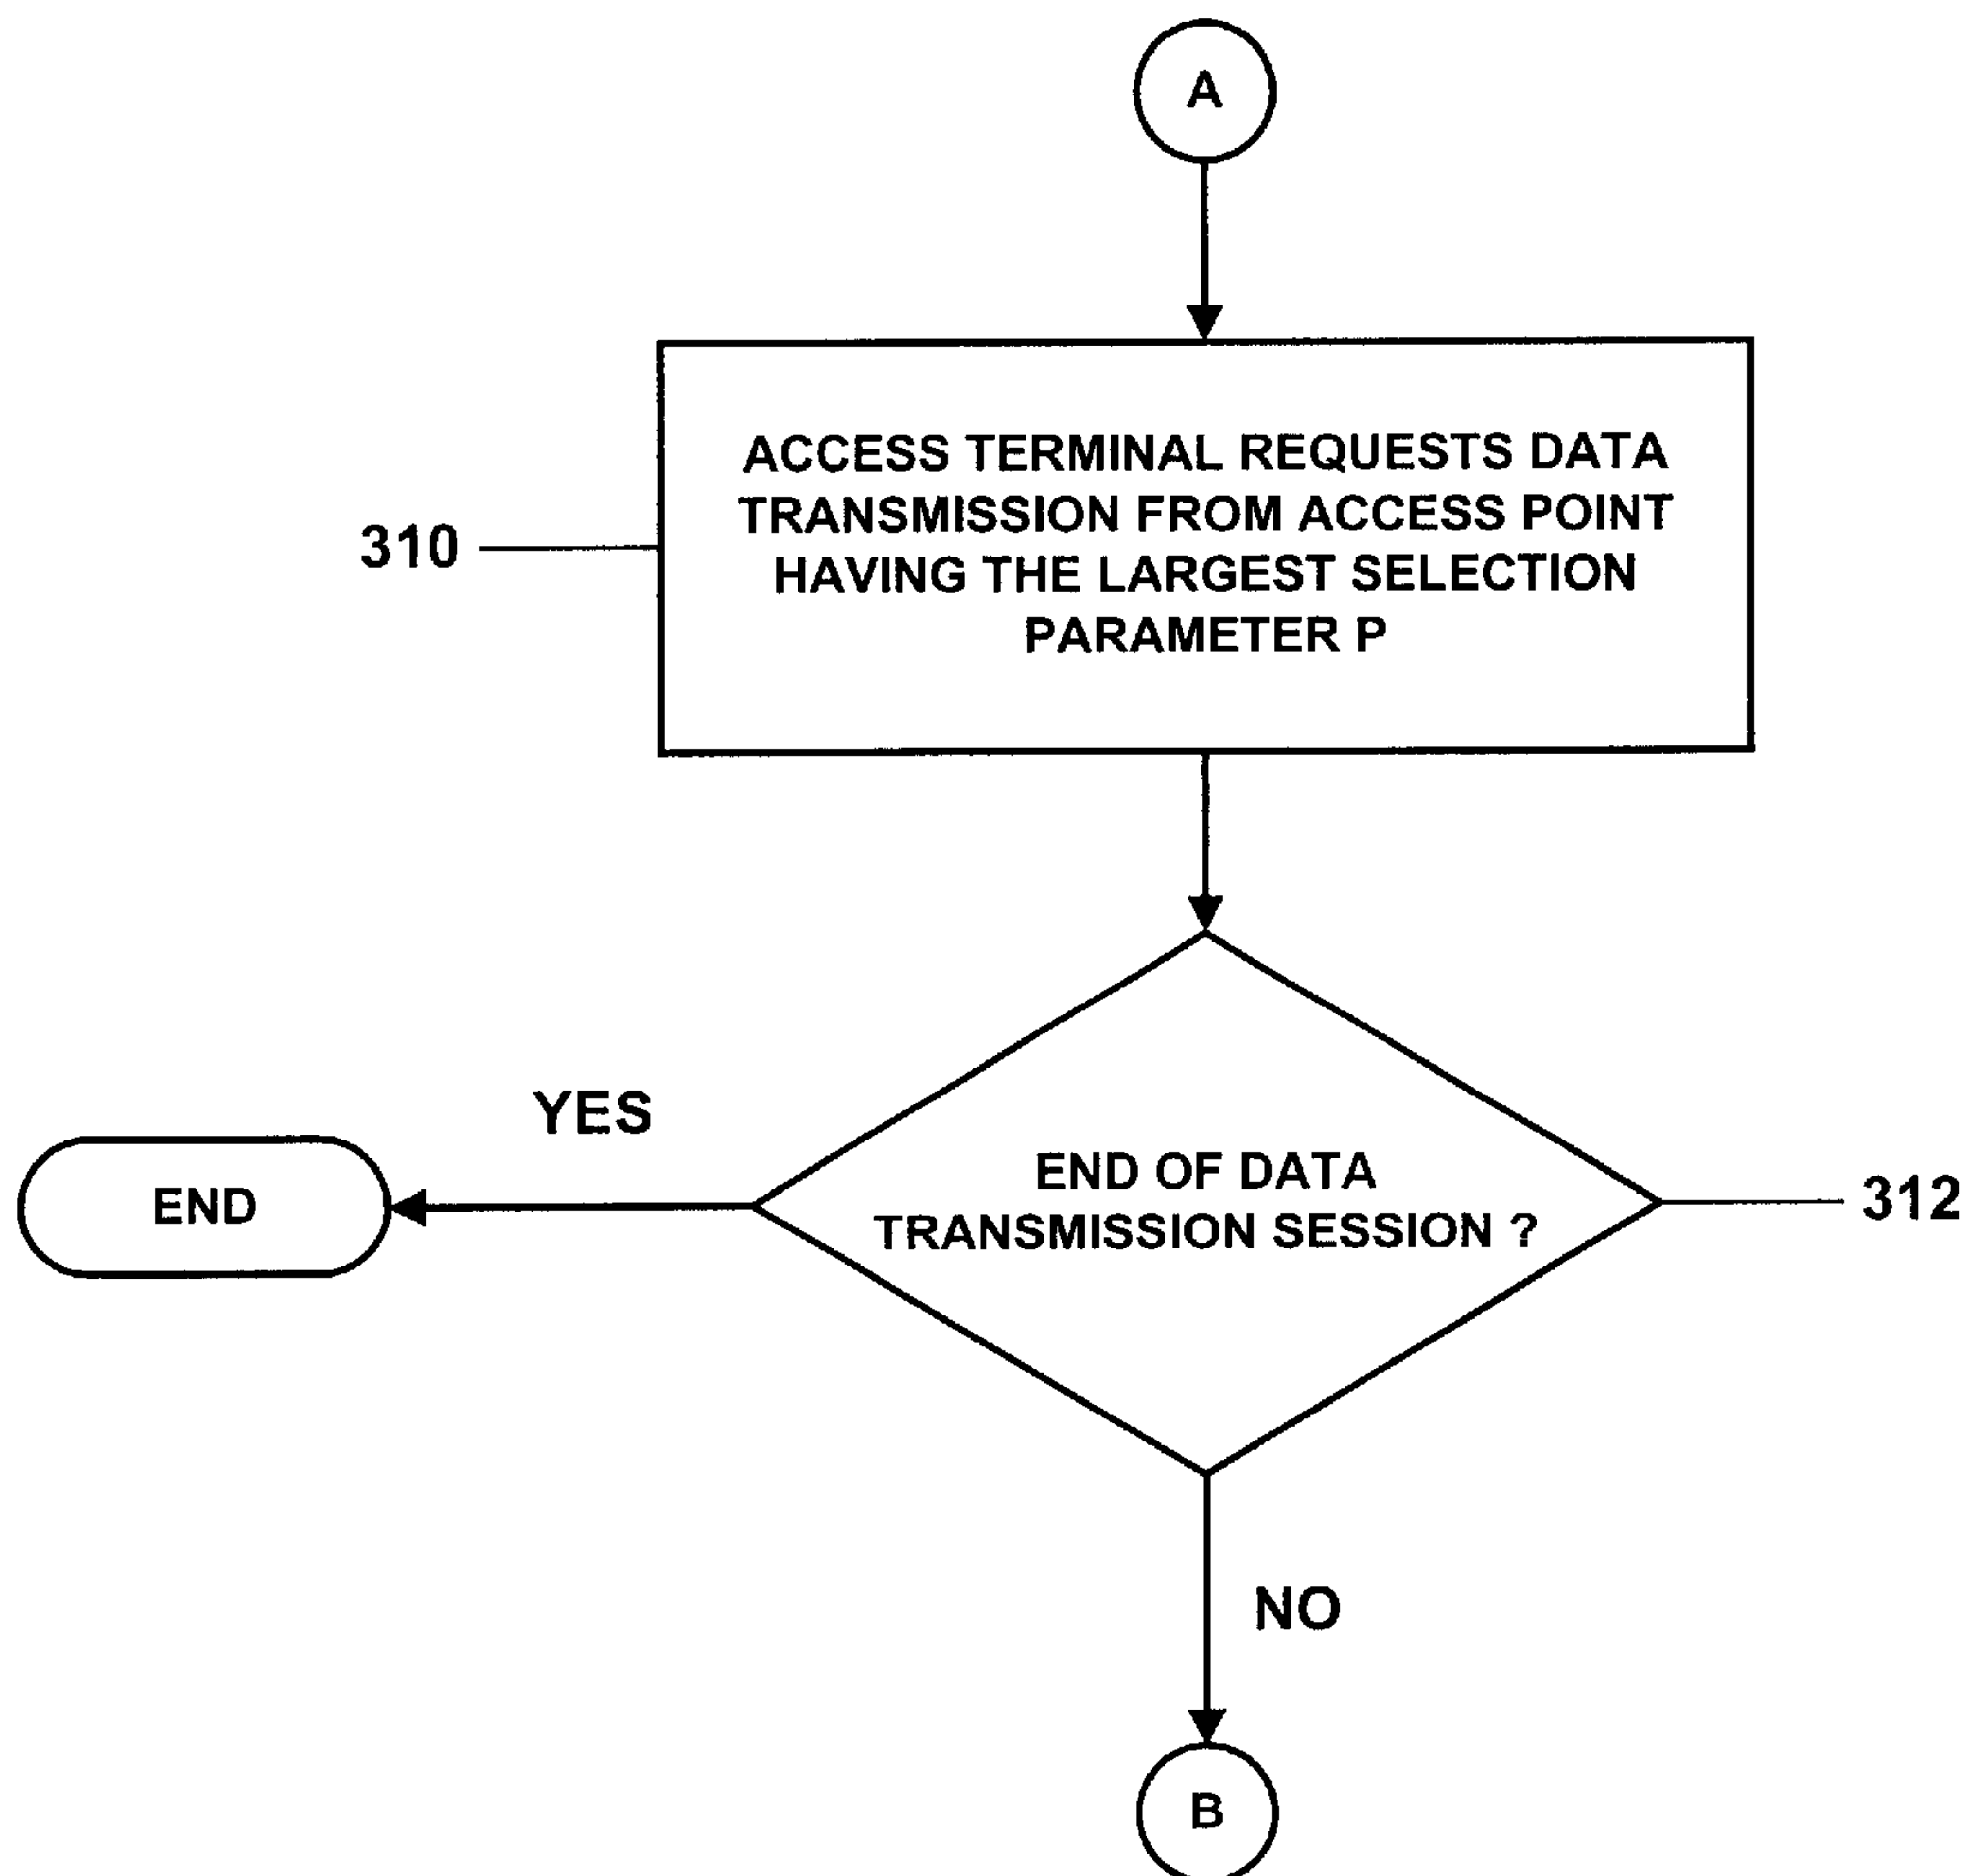 A
ACCESS TERMINAL REQUESTS DATA
TRANSMISSION FROM ACCESS POINT
HAVING THE LARGEST SELECTION
PARAMETER P
310
YES
END
END OF DATA
TRANSMISSION SESSION ?
312
NO
B